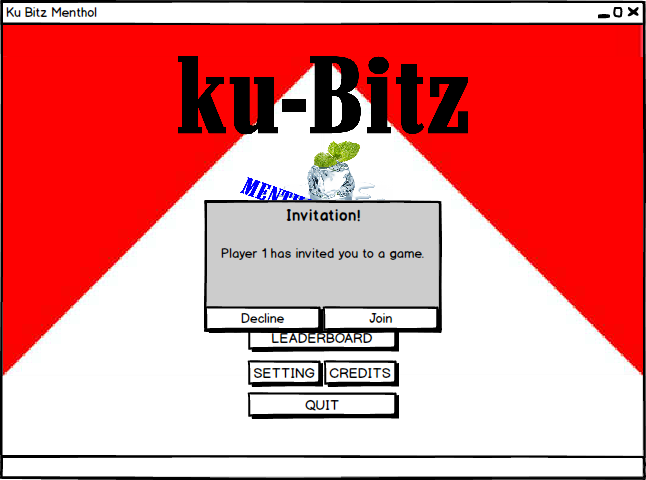 Ku Bitz Menthol
ku-Bitz
Invitation!
Player 1 has invited you to a game.
Decline
Join
LEADERBOARD
SETTING
CREDITS
QUIT